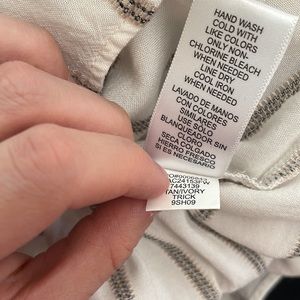 HAND WASH
COLD WITH
LIKE COLORS
ONLY NON-
CHLORINE BLEACH
WHEN NEEDED
LINE DRY
COOL IRON
WHEN NEEDED
LAVADO DE MANOS
CON COLORES
SIMILARES
USE SOLO
BLANQUEADOR SIN
CLORO
SECA COLGADO
HIERRO FRESCO
SI ES NECESARIO
7443139
TAN/IVORY
TRICK
9SH09